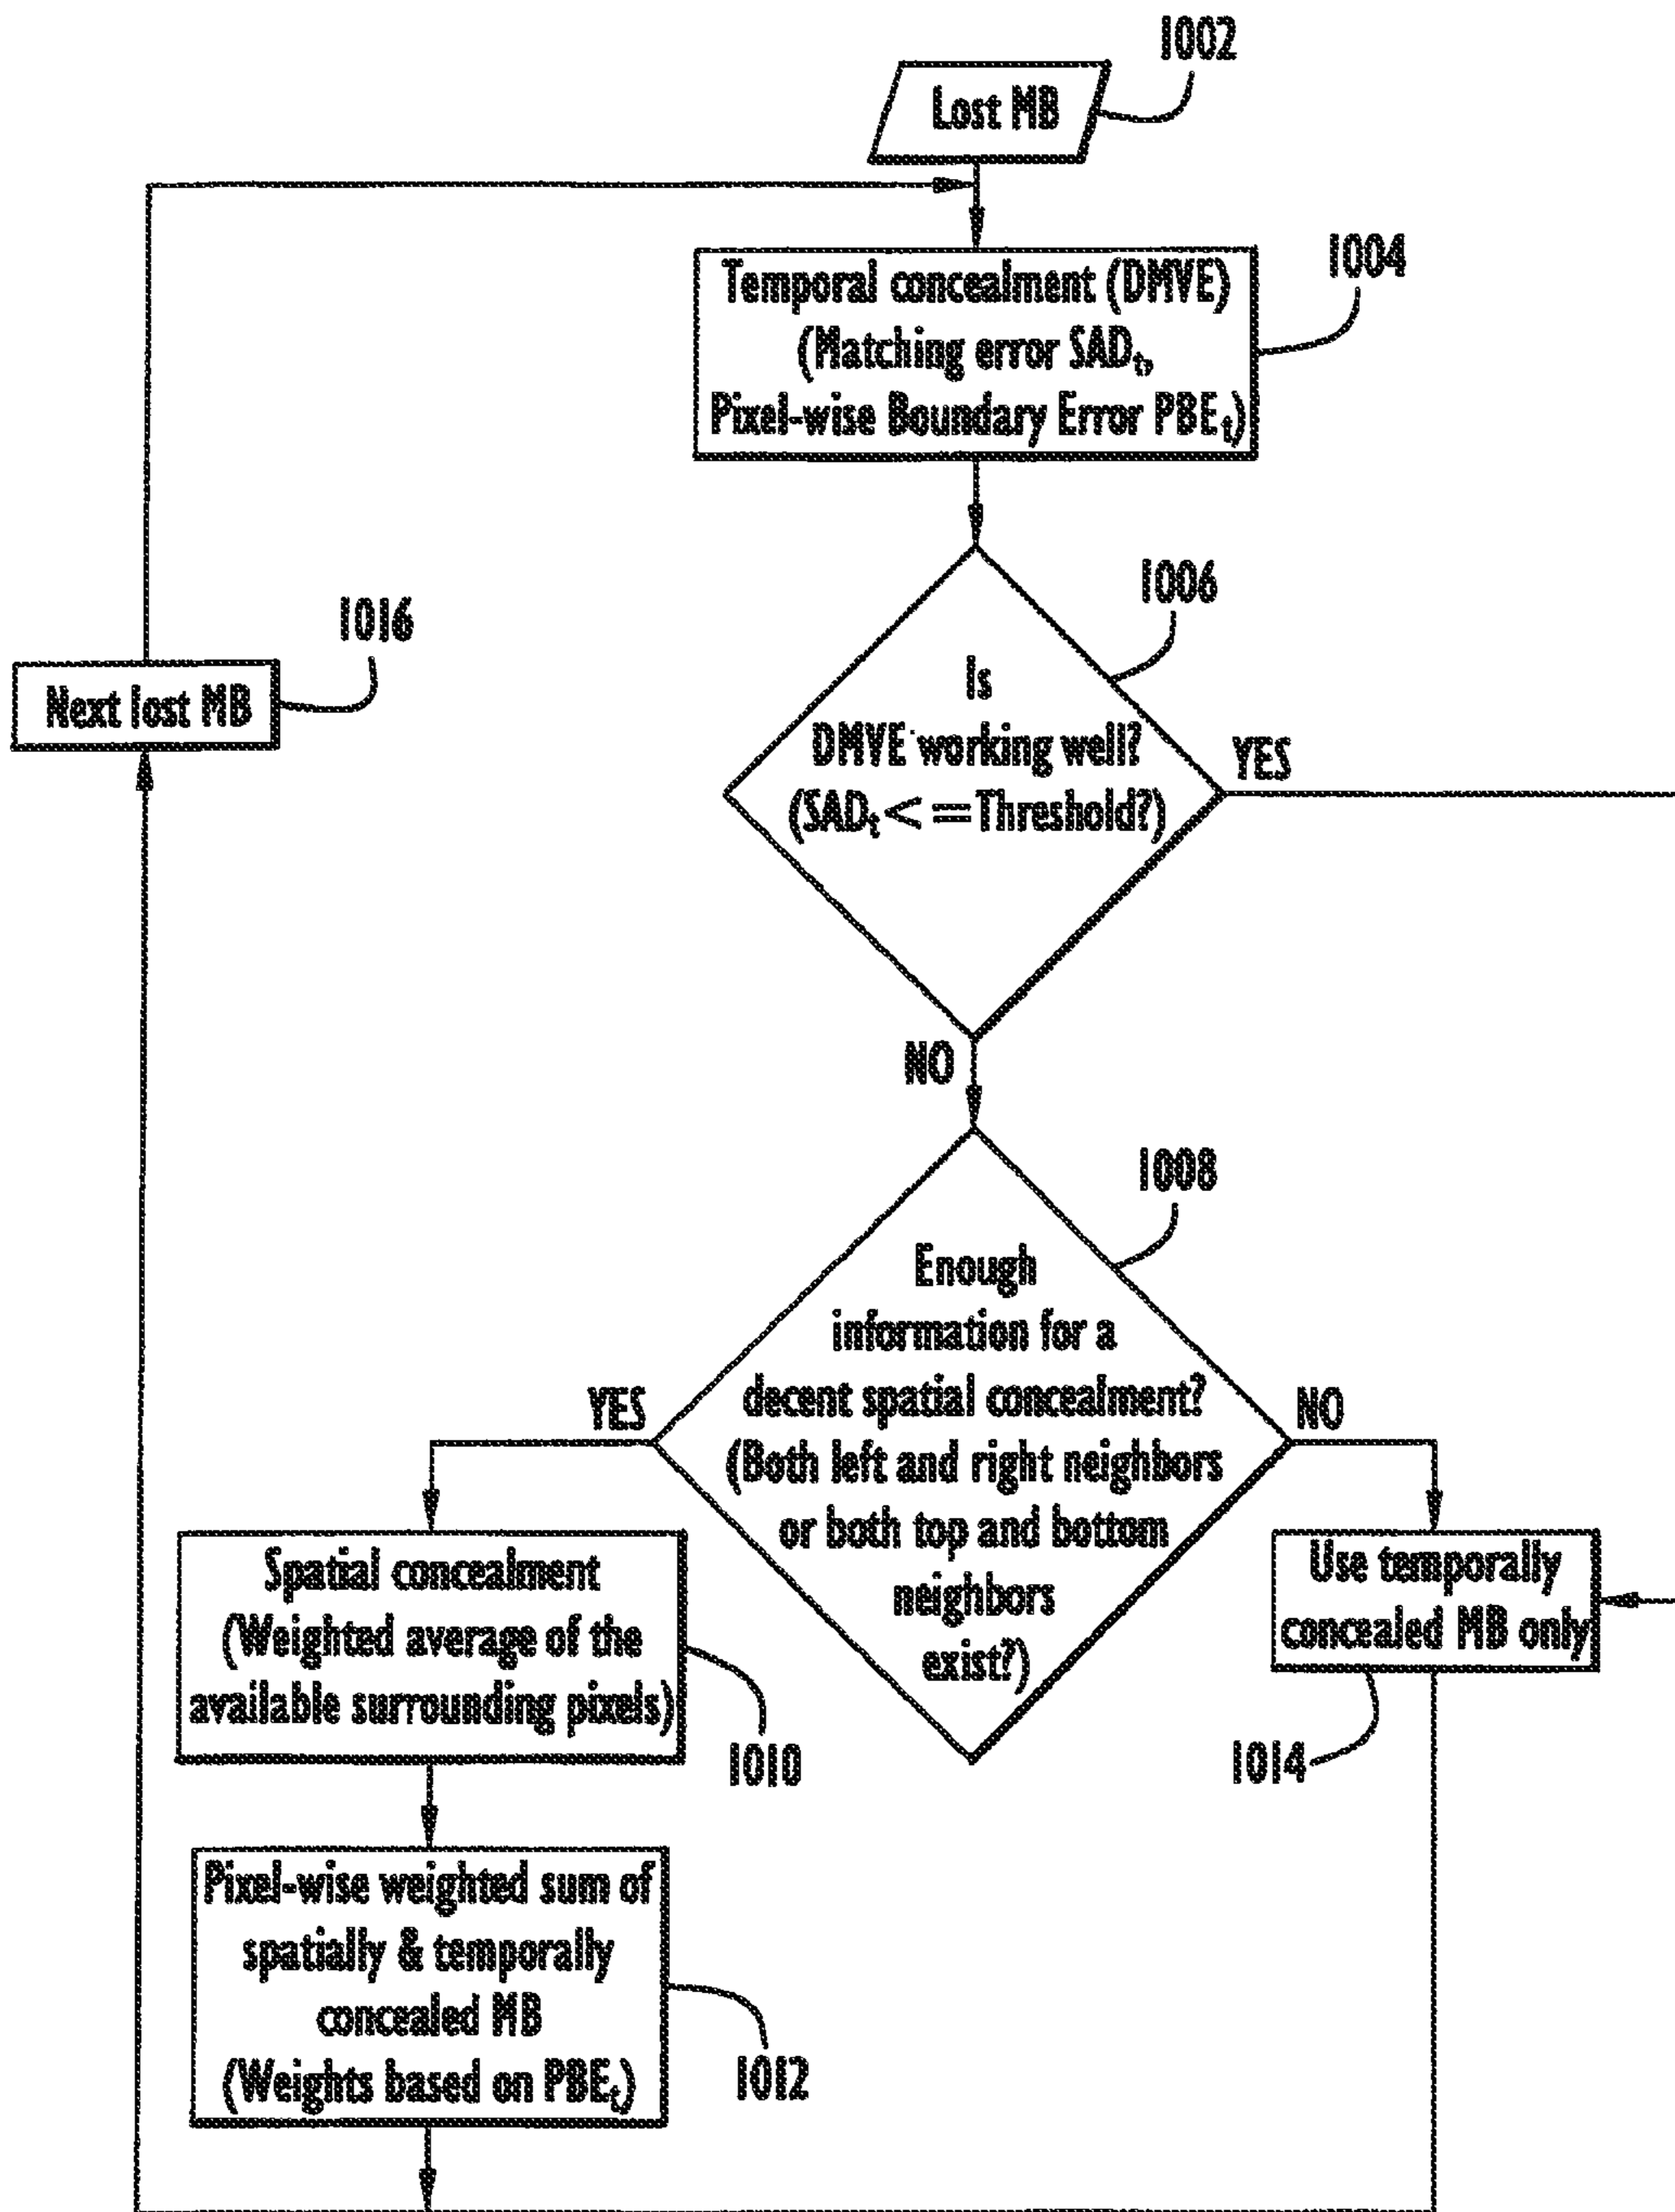 1002
Lost MB
1004
Temporal concealment (DMVE)
(Matching error SADt,
Pixel-wise Boundary Error PBEt)
1006
Is
DMVE working well?
(SADt < = Threshold?)
YES
1016
Next lost MB
NO
1008
Enough
information for a
decent spatial concealment?
(Both left and right neighbors
or both top and bottom
neighbors
exist?)
YES
NO
Spatial concealment
(Weighted average of the
available surrounding pixels)
1010
Use temporally
concealed MB only
1014
Pixel-wise weighted sum of
spatially & temporally
concealed MB
(Weights based on PBEt)
1012